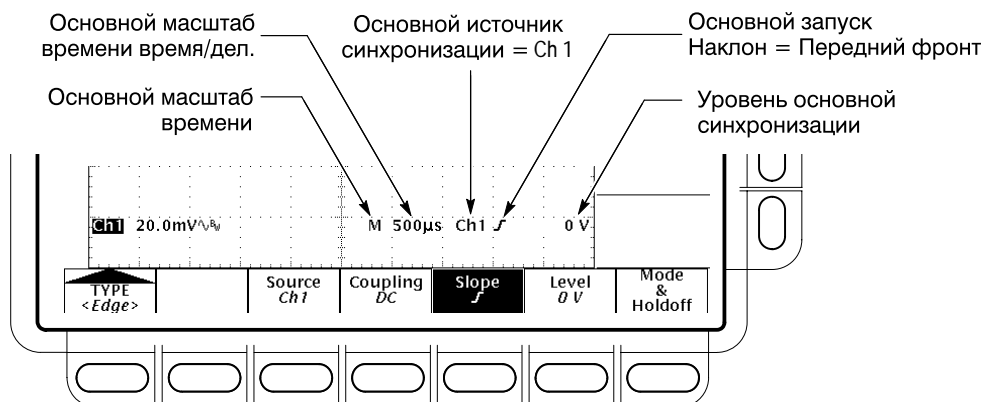 Основной масштаб
времени время/дел.
Основной источник
синхронизации = Ch 1
Основной запуск
Наклон = Передний фронт
Основной масштаб
времени
Уровень основной
синхронизации
Ch1 20.0mV∿Bw M 500µs Ch1 0 V
TYPE
<Edge>
Source
Ch1
Coupling
DC
Slope
Level
0 V
Mode
&
Holdoff